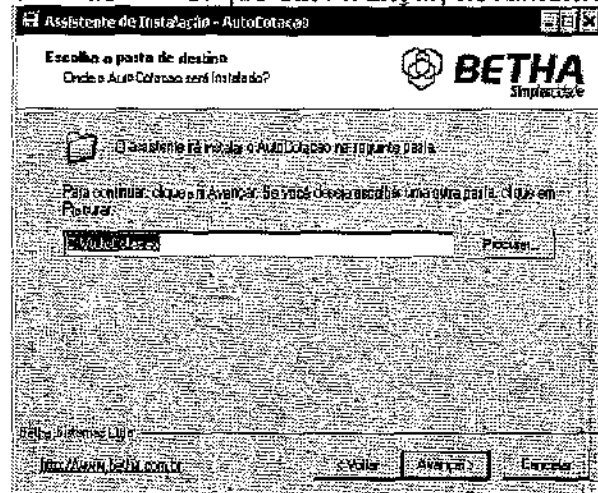 Assistente de Instalação - AutoCotacao
Escolha a pasta de destino
Onde o AutoCotacao será instalado?
BETHA
Simplicidade
O assistente irá instalar o AutoCotacao na seguinte pasta.
Para continuar, clique em Avançar. Se você deseja escolher uma outra pasta, clique em
Procurar.
Procurar...
Betha Sistemas Ltda
http://www.betha.com.br
< Voltar
Avançar >
Cancelar